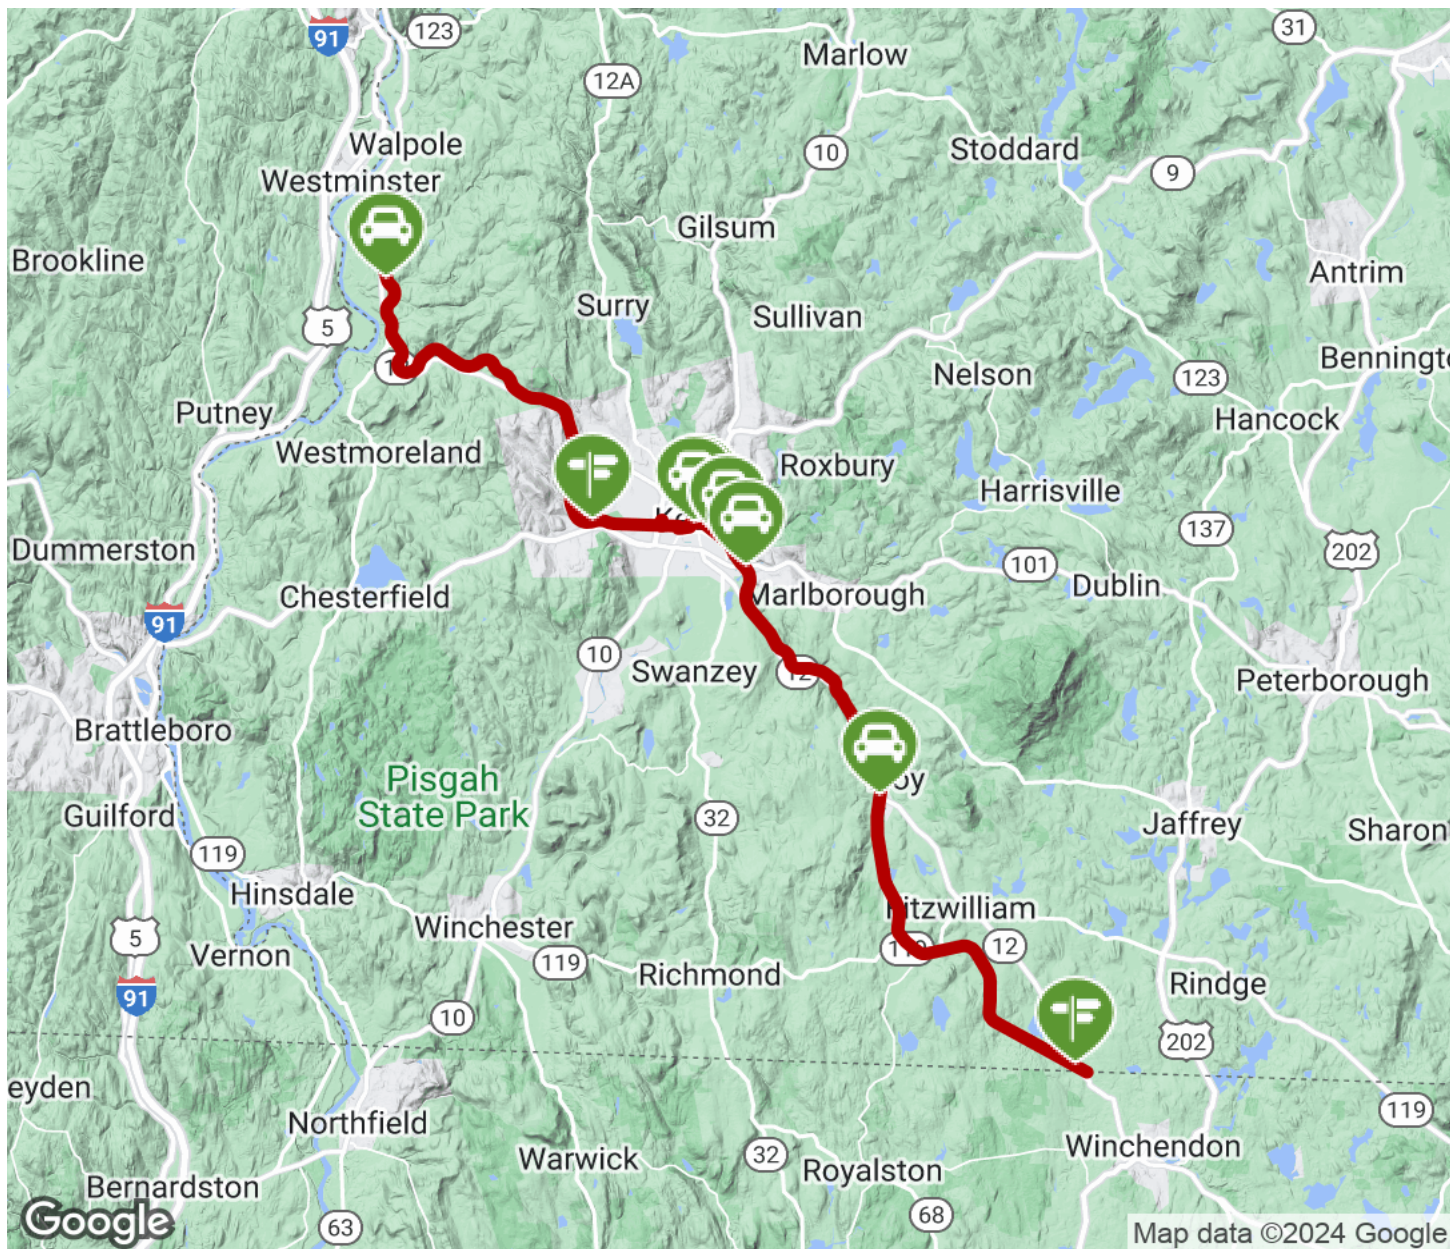 91
123
31
Marlow
12A
Walpole
10
Stoddard
9
Westminster
Gilsum
Brookline
Antrim
Surry
Sullivan
5
Nelson
123
Putney
Hancock
Westmoreland
Roxbury
Harrisville
137
Dummerston
202
101
Dublin
Chesterfield
Marlborough
91
10
Swanzey
12
Peterborough
Brattleboro
Pisgah
State Park
Guilford
32
Jaffrey
Sharon
119
Hinsdale
Fitzwilliam
Winchester
5
12
Vernon
119
Richmond
Rindge
91
10
202
eyden
119
Northfield
Winchendon
32
Warwick
Royalston
Bernardston
63
68
Google
Map data ©2024 Google